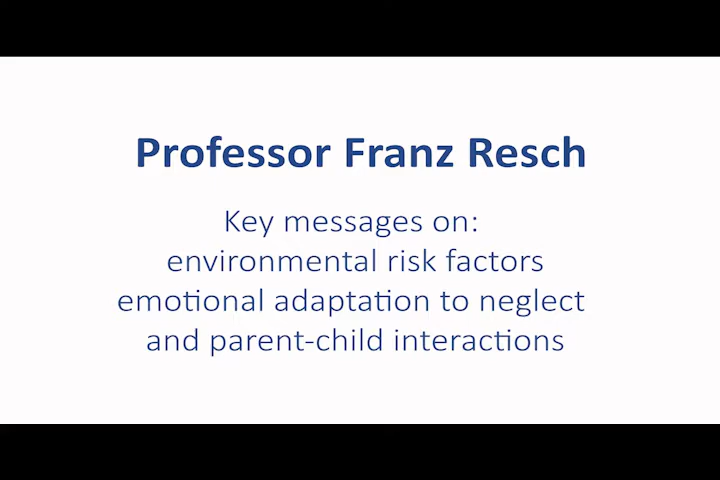 Professor Franz Resch
Key messages on:
environmental risk factors
emotional adaptation to neglect
and parent-child interactions